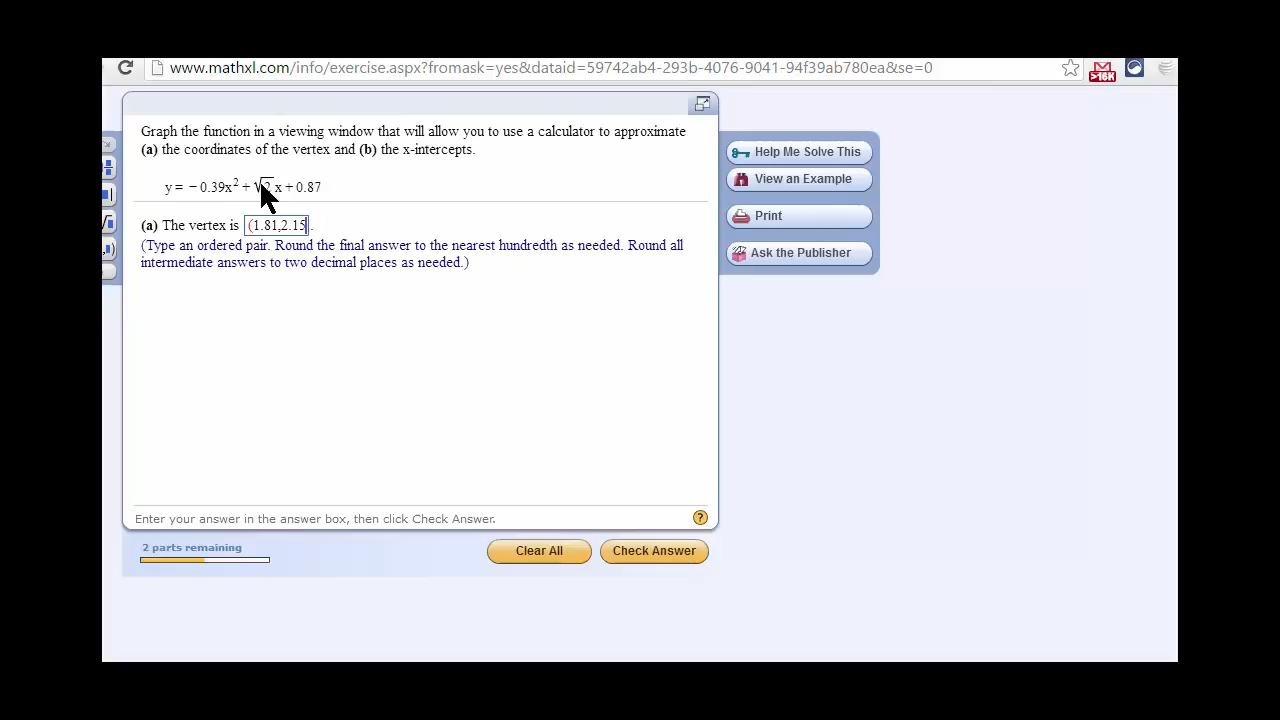 www.mathxl.com/info/exercise.aspx?fromask=yes&dataid=59742ab4-293b-4076-9041-94f39ab780ea&se=0
>16K
Graph the function in a viewing window that will allow you to use a calculator to approximate
(a) the coordinates of the vertex and (b) the x-intercepts.
y = − 0.39x² + √2 x + 0.87
(a) The vertex is (1.81,2.15 .
(Type an ordered pair. Round the final answer to the nearest hundredth as needed. Round all
intermediate answers to two decimal places as needed.)
Enter your answer in the answer box, then click Check Answer.
?
2 parts remaining
Clear All
Check Answer
Help Me Solve This
View an Example
Print
Ask the Publisher